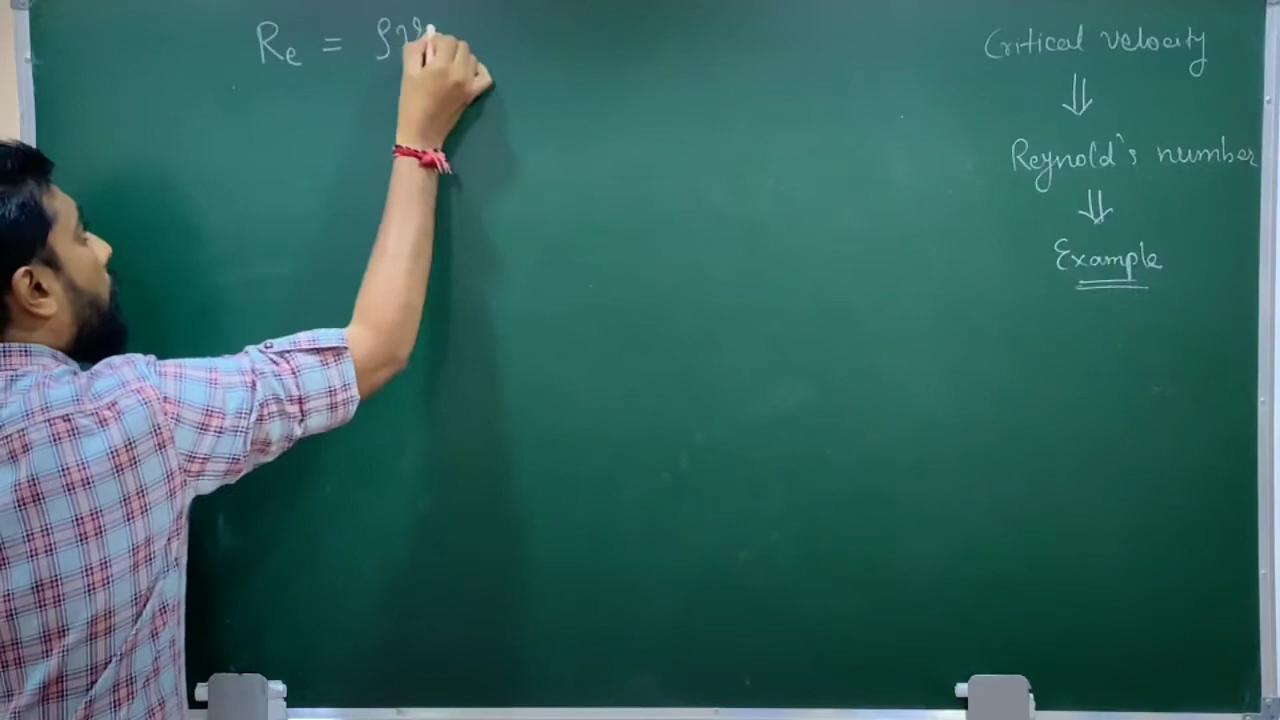 Re = ρv
Critical velocity
⇓
Reynold's number
⇓
Example